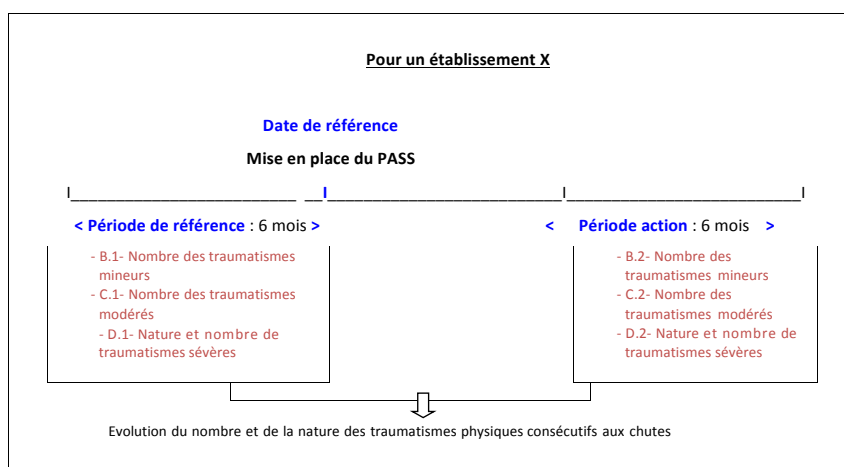 Pour un établissement X
Date de référence
Mise en place du PASS
I_________________________ __I__________________________I__________________________I
< Période de référence : 6 mois >
- B.1- Nombre des traumatismes
mineurs
- C.1- Nombre des traumatismes
modérés
- D.1- Nature et nombre de
traumatismes sévères
< Période action : 6 mois >
- B.2- Nombre des
traumatismes mineurs
- C.2- Nombre des
traumatismes modérés
- D.2- Nature et nombre de
traumatismes sévères
Evolution du nombre et de la nature des traumatismes physiques consécutifs aux chutes